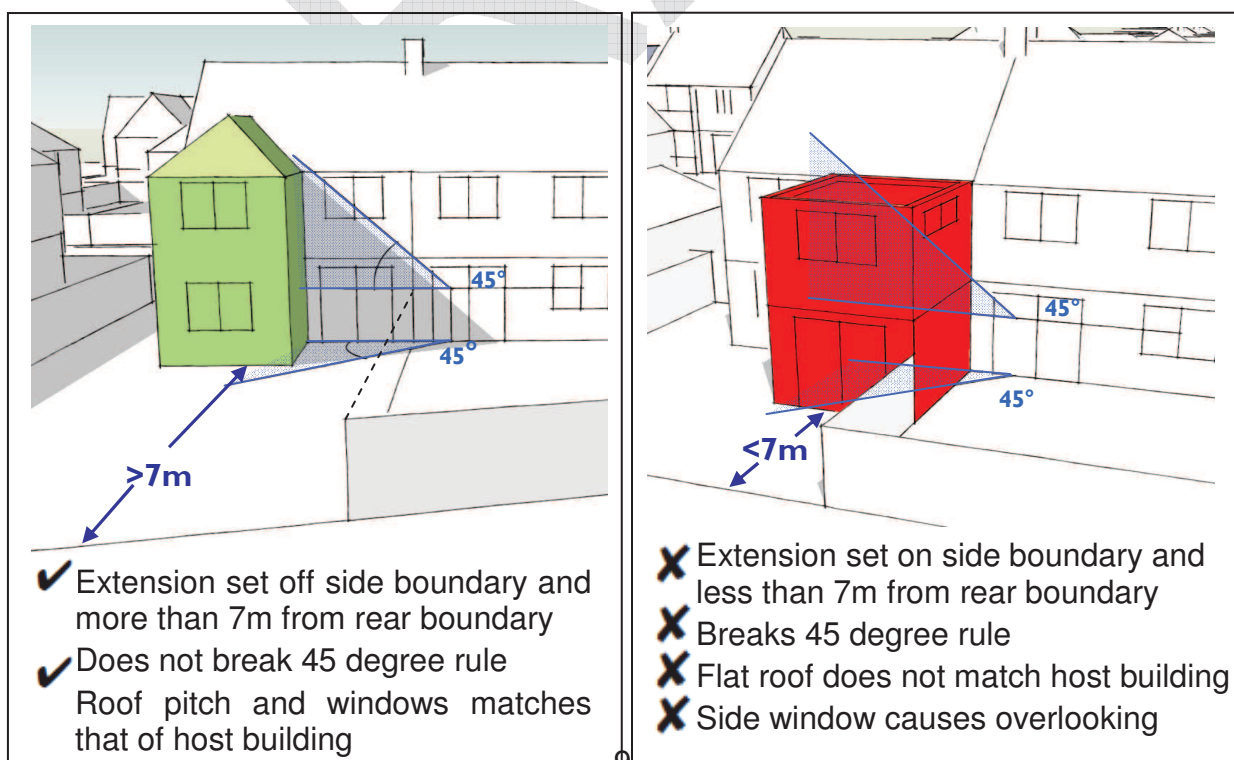 45°
45°
>7m
✔ Extension set off side boundary and
more than 7m from rear boundary
✔ Does not break 45 degree rule
Roof pitch and windows matches
that of host building
45°
45°
<7m
✘ Extension set on side boundary and
less than 7m from rear boundary
✘ Breaks 45 degree rule
✘ Flat roof does not match host building
✘ Side window causes overlooking